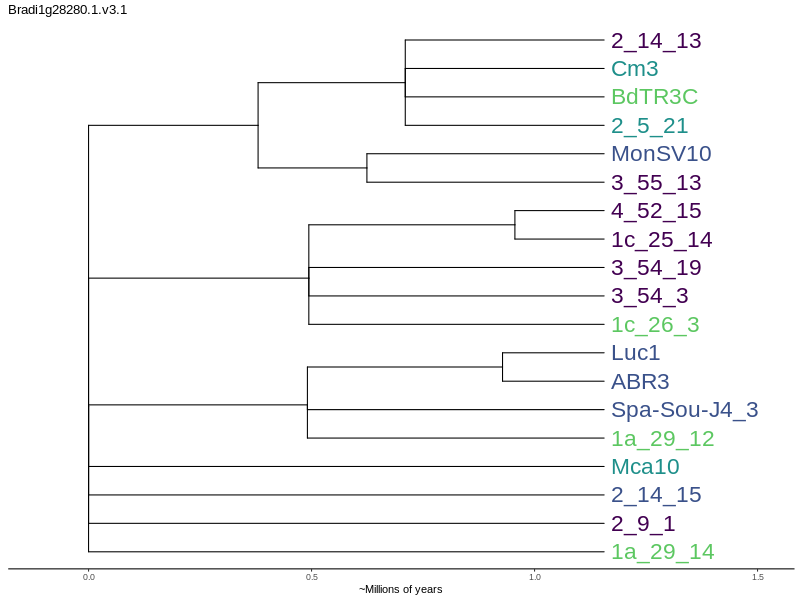 Bradi1g28280.1.v3.1
2_14_13
Cm3
BdTR3C
2_5_21
MonSV10
3_55_13
4_52_15
1c_25_14
3_54_19
3_54_3
1c_26_3
Luc1
ABR3
Spa-Sou-J4_3
1a_29_12
Mca10
2_14_15
2_9_1
1a_29_14
0.0 0.5 1.0 1.5
~Millions of years